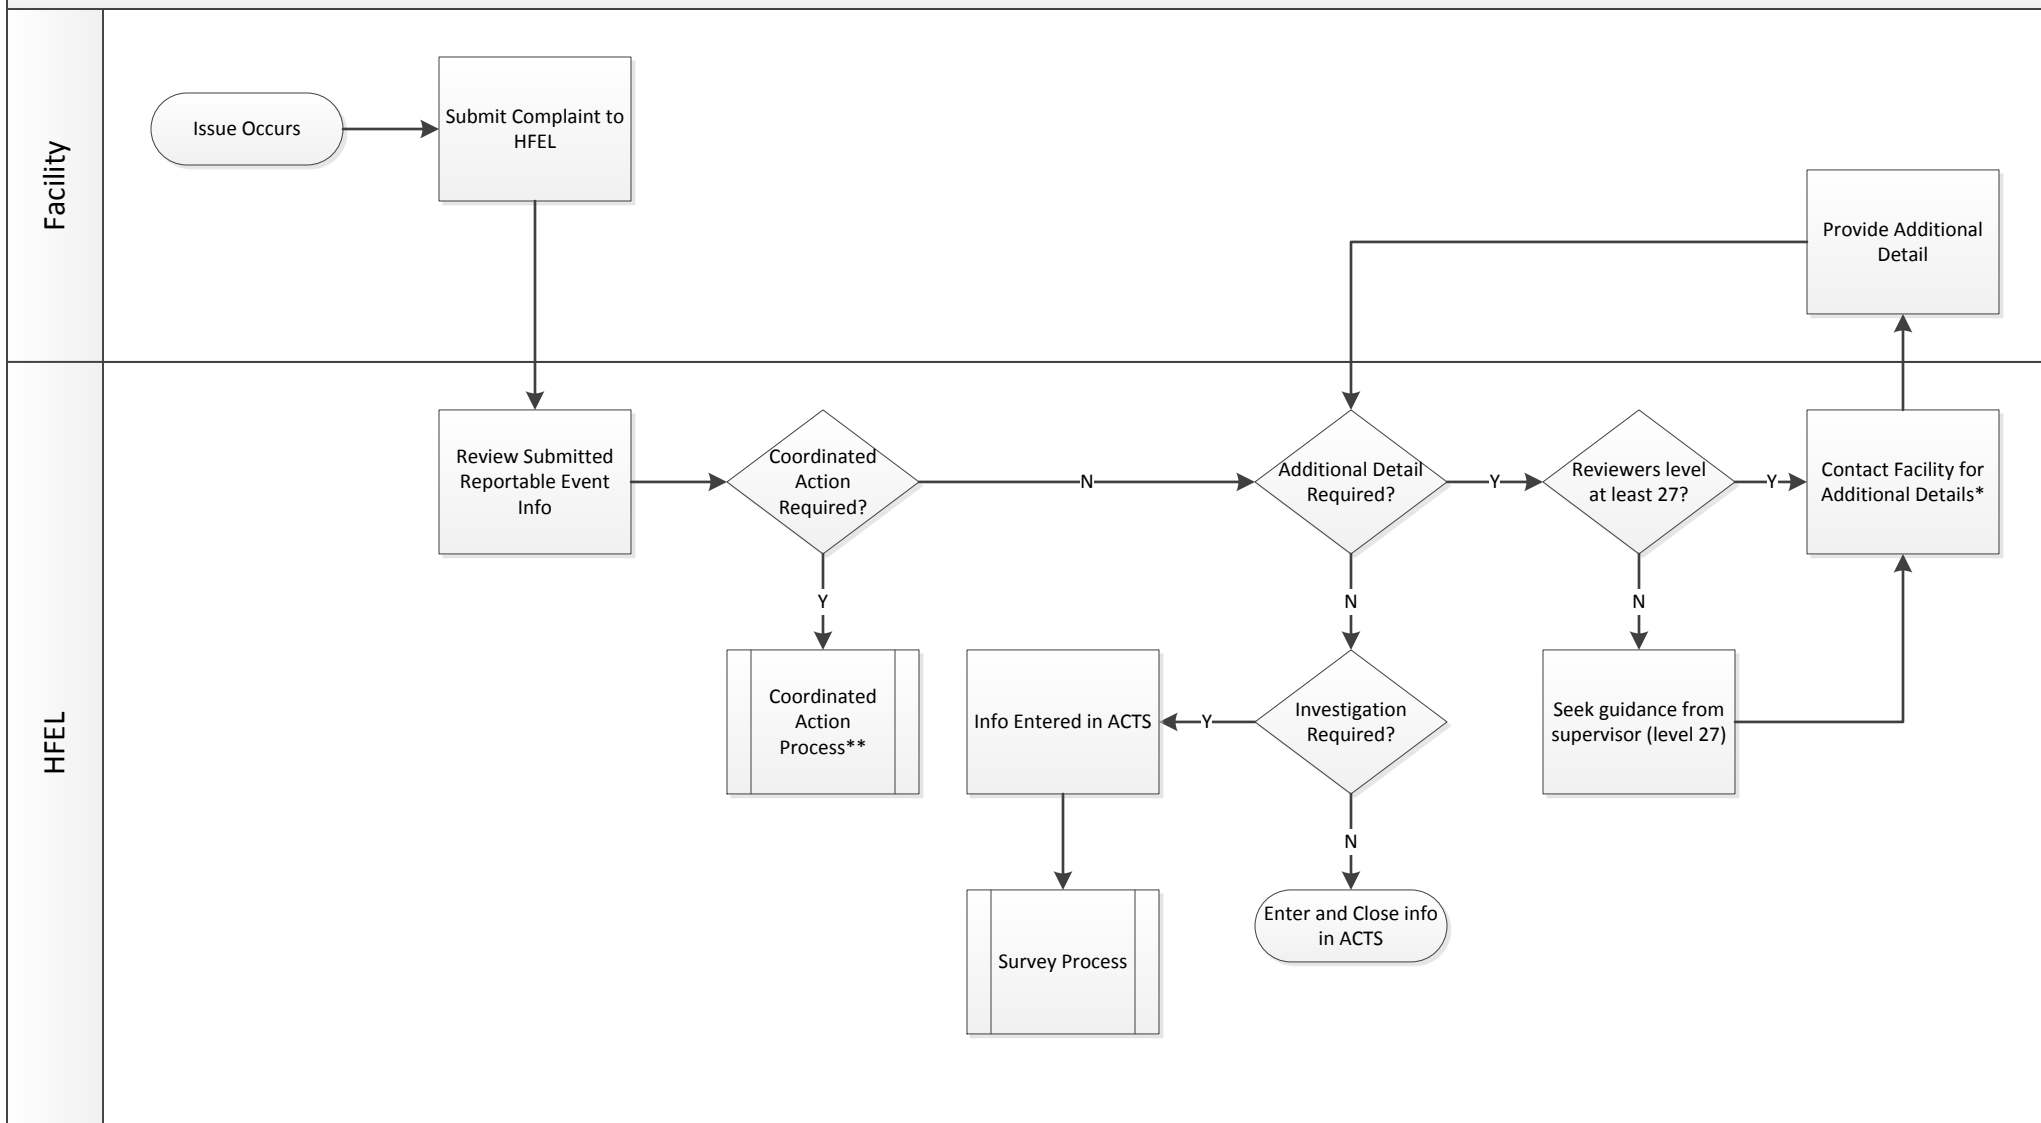 Facility
Issue Occurs
Submit Complaint to
HFEL
Provide Additional
Detail
HFEL
Review Submitted
Reportable Event
Info
Coordinated
Action
Required?
N
Additional Detail
Required?
Y
Reviewers level
at least 27?
Y
Contact Facility for
Additional Details*
Y
N
N
Coordinated
Action
Process**
Info Entered in ACTS
Y
Investigation
Required?
Seek guidance from
supervisor (level 27)
N
Survey Process
Enter and Close info
in ACTS